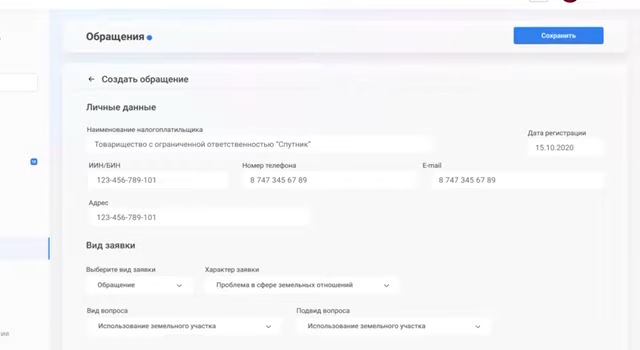 Обращения
Сохранить
← Создать обращение
Личные данные
Наименование налогоплательщика
Товарищество с ограниченной ответственностью "Спутник"
Дата регистрации
15.10.2020
ИИН/БИН
Номер телефона
E-mail
123-456-789-101
8 747 345 67 89
8 747 345 67 89
Адрес
123-456-789-101
Вид заявки
Выберите вид заявки
Характер заявки
Обращение
Проблема в сфере земельных отношений
Вид вопроса
Подвид вопроса
Использование земельного участка
Использование земельного участка